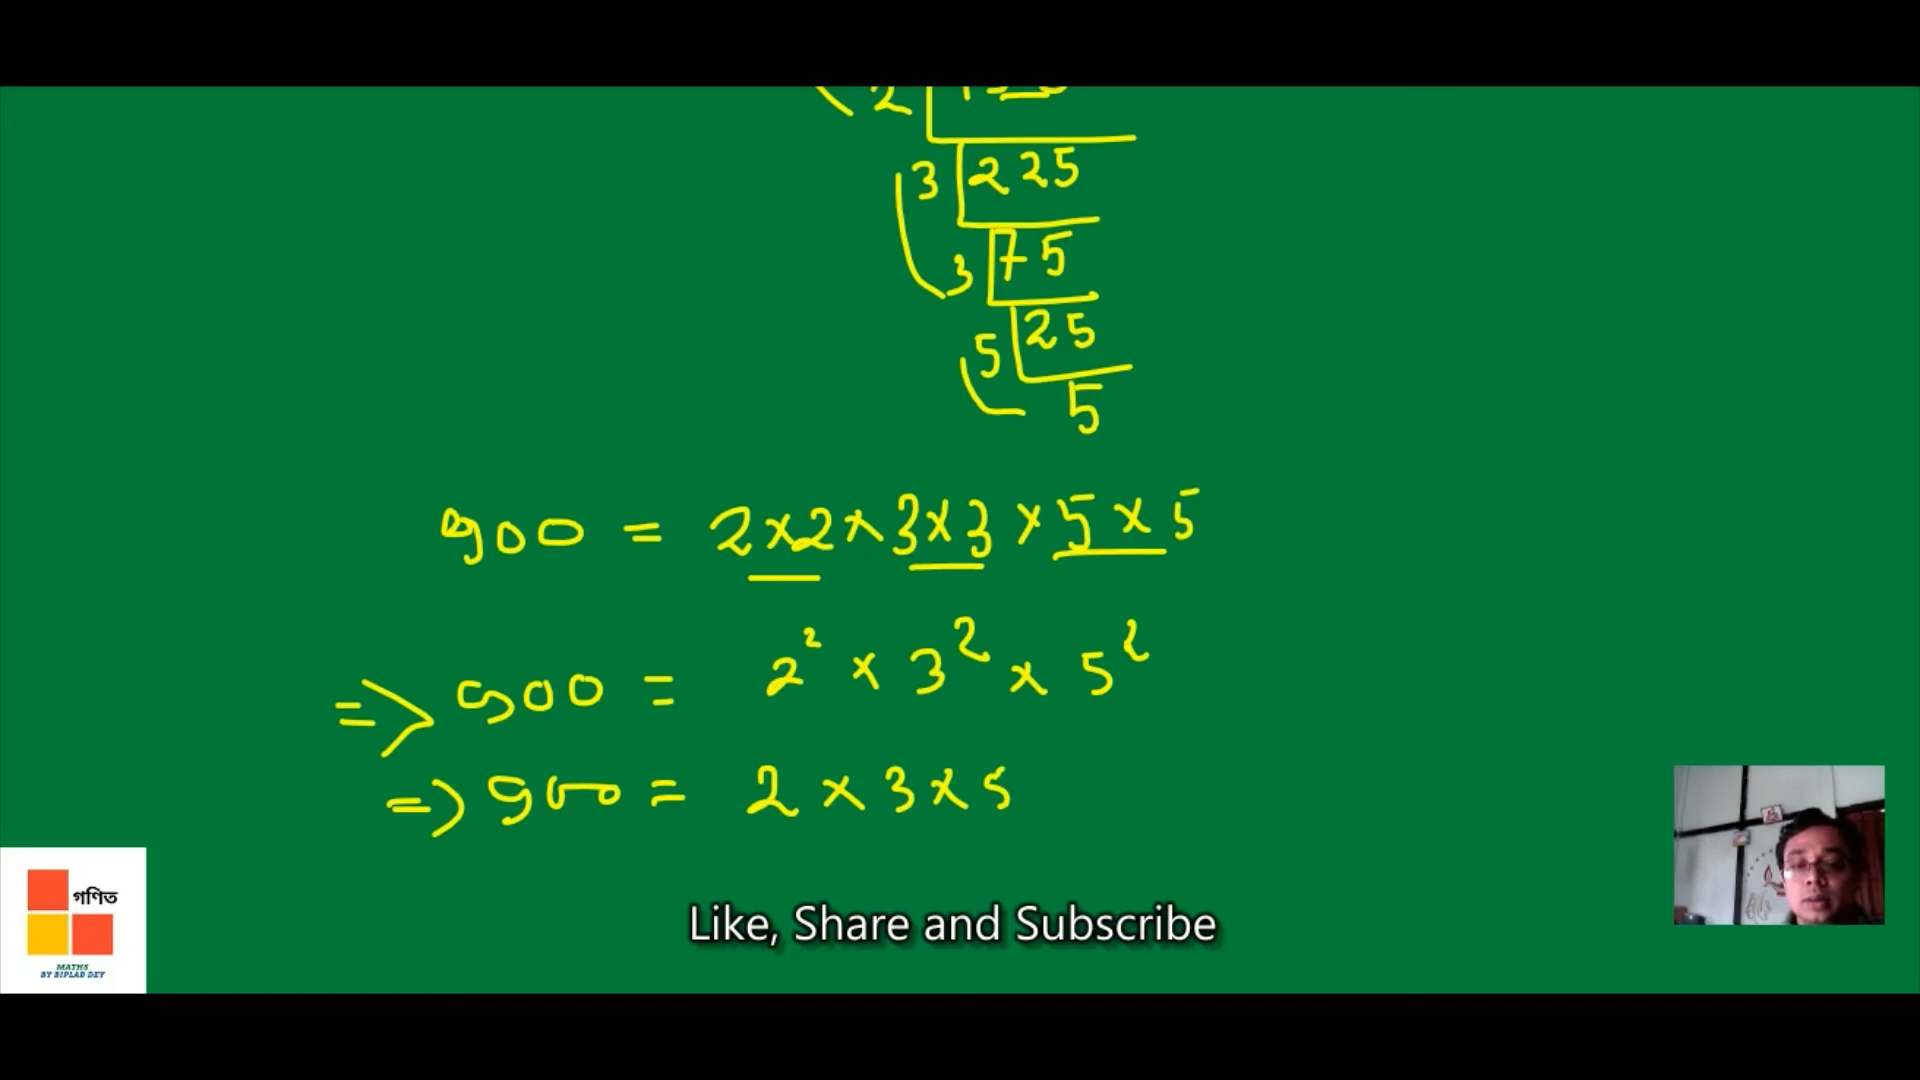 2
3 225
3 75
5 25
5
900 = 2×2×3×3×5×5
=> 900 = 2² × 3² × 5²
=> 900 = 2 × 3 × 5
গণিত
MATHS
BY BIPLAB DEY
Like, Share and Subscribe